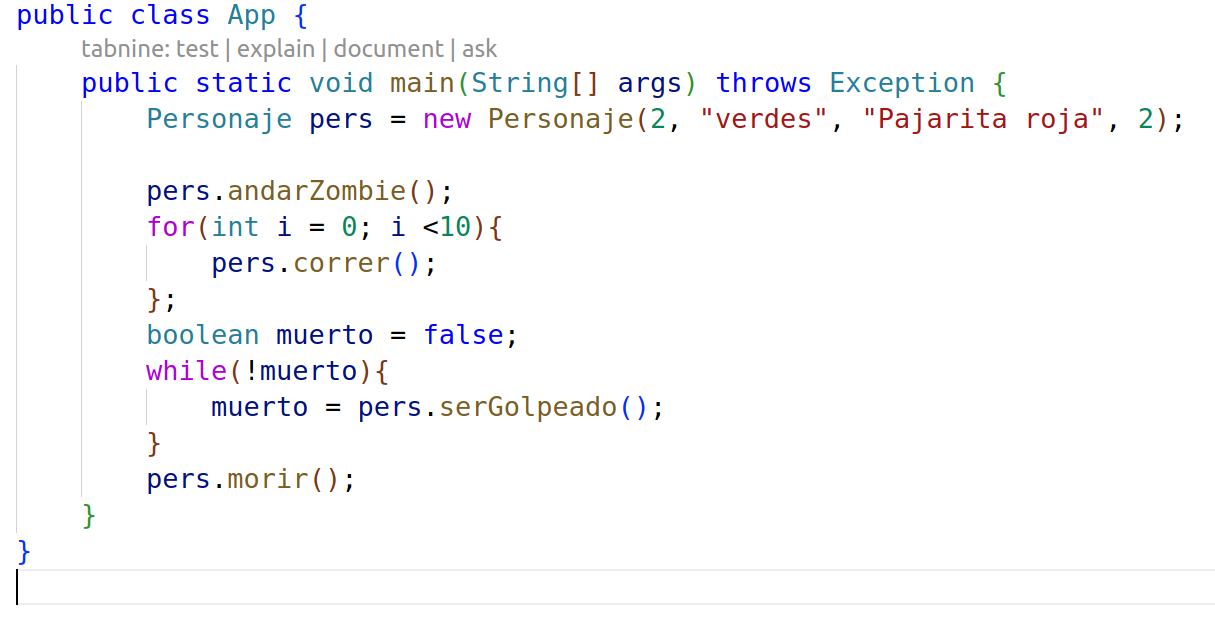 public class App {
tabnine: test | explain | document | ask
public static void main(String[] args) throws Exception {
Personaje pers = new Personaje(2, "verdes", "Pajarita roja", 2);
pers.andarZombie();
for(int i = 0; i <10){
pers.correr();
};
boolean muerto = false;
while(!muerto){
muerto = pers.serGolpeado();
}
pers.morir();
}
}